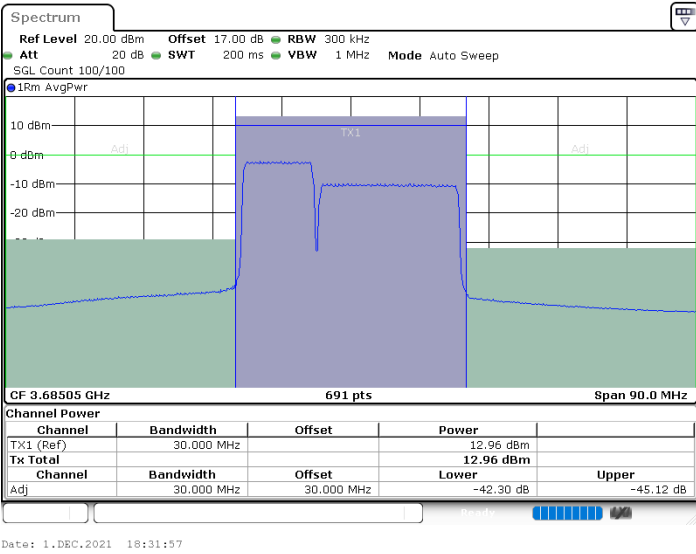 Spectrum
Ref Level 20.00 dBm Offset 17.00 dB RBW 300 kHz
Att 20 dB SWT 200 ms VBW 1 MHz Mode Auto Sweep
SGL Count 100/100
1Rm AvgPwr
10 dBm
TX1
Adj Adj
0 dBm
-10 dBm
-20 dBm
CF 3.68505 GHz 691 pts Span 90.0 MHz
Channel Power
Channel Bandwidth Offset Power
TX1 (Ref) 30.000 MHz 12.96 dBm
Tx Total 12.96 dBm
Channel Bandwidth Offset Lower Upper
Adj 30.000 MHz 30.000 MHz -42.30 dB -45.12 dB
Ready
Date: 1.DEC.2021 18:31:57